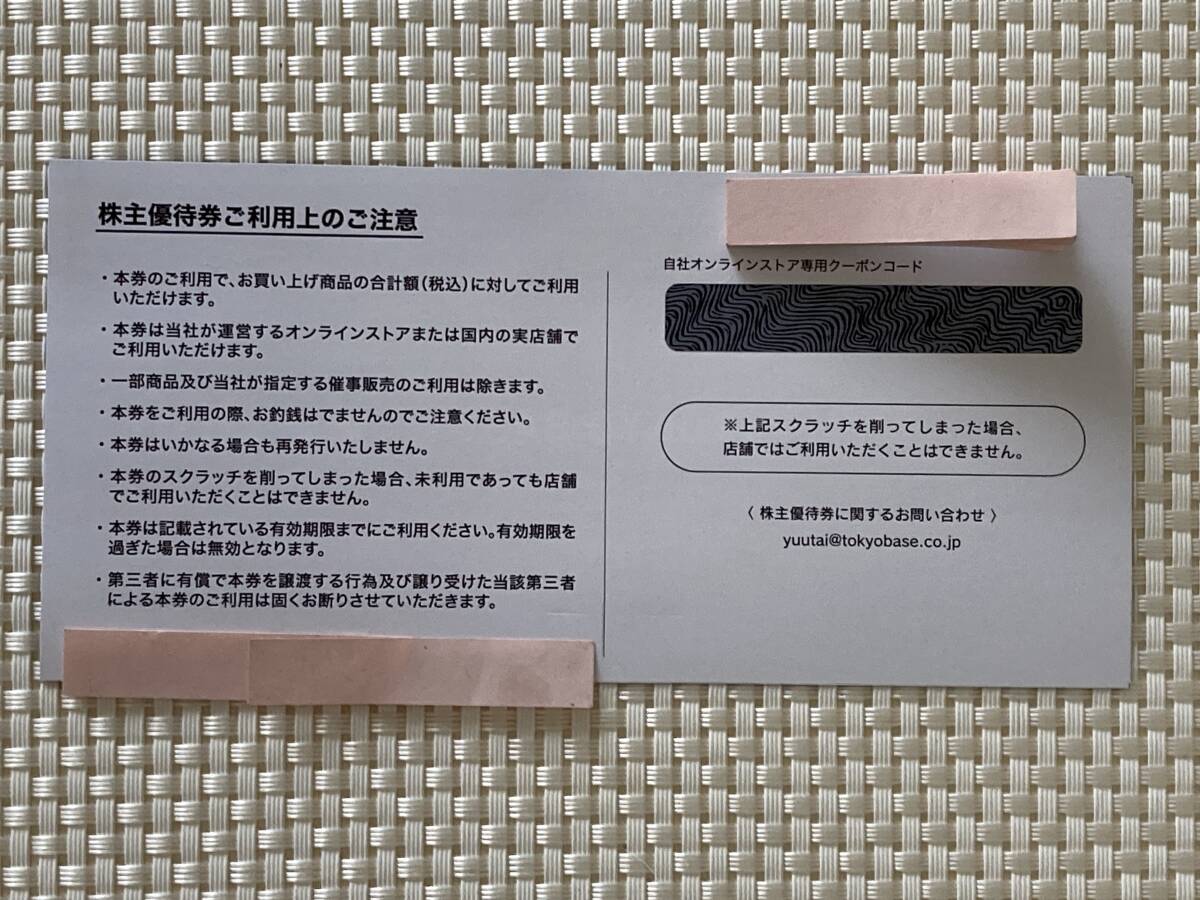 株主優待券ご利用上のご注意
・本券のご利用で、お買い上げ商品の合計額(税込)に対してご利用
いただけます。
・本券は当社が運営するオンラインストアまたは国内の実店舗で
ご利用いただけます。
・一部商品及び当社が指定する催事販売のご利用は除きます。
・本券をご利用の際、お釣銭はでませんのでご注意ください。
・本券はいかなる場合も再発行いたしません。
・本券のスクラッチを削ってしまった場合、未利用であっても店舗
でご利用いただくことはできません。
・本券は記載されている有効期限までにご利用ください。有効期限を
過ぎた場合は無効となります。
・第三者に有償で本券を譲渡する行為及び譲り受けた当該第三者
による本券のご利用は固くお断りさせていただきます。
自社オンラインストア専用クーポンコード
※上記スクラッチを削ってしまった場合、
店舗ではご利用いただくことはできません。
〈 株主優待券に関するお問い合わせ 〉
yuutai@tokyobase.co.jp